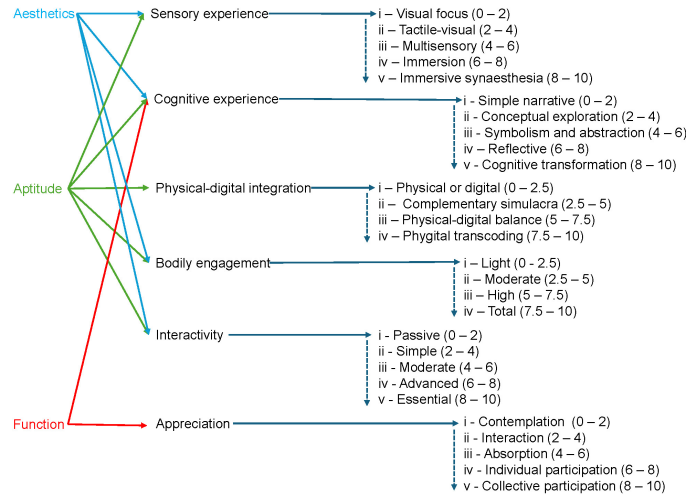 Aesthetics
Sensory experience
i – Visual focus (0 – 2)
ii – Tactile-visual (2 – 4)
iii – Multisensory (4 – 6)
iv – Immersion (6 – 8)
v – Immersive synaesthesia (8 – 10)
Cognitive experience
i - Simple narrative (0 – 2)
ii - Conceptual exploration (2 – 4)
iii - Symbolism and abstraction (4 – 6)
iv – Reflective (6 – 8)
v - Cognitive transformation (8 – 10)
Aptitude
Physical-digital integration
i – Physical or digital (0 – 2.5)
ii – Complementary simulacra (2.5 – 5)
iii – Physical-digital balance (5 – 7.5)
iv – Phygital transcoding (7.5 – 10)
Bodily engagement
i – Light (0 - 2.5)
ii – Moderate (2.5 – 5)
iii – High (5 – 7.5)
iv – Total (7.5 – 10)
Interactivity
i - Passive (0 – 2)
ii - Simple (2 – 4)
iii - Moderate (4 – 6)
iv - Advanced (6 – 8)
v - Essential (8 – 10)
Function
Appreciation
i - Contemplation (0 – 2)
ii - Interaction (2 – 4)
iii - Absorption (4 – 6)
iv - Individual participation (6 – 8)
v - Collective participation (8 – 10)